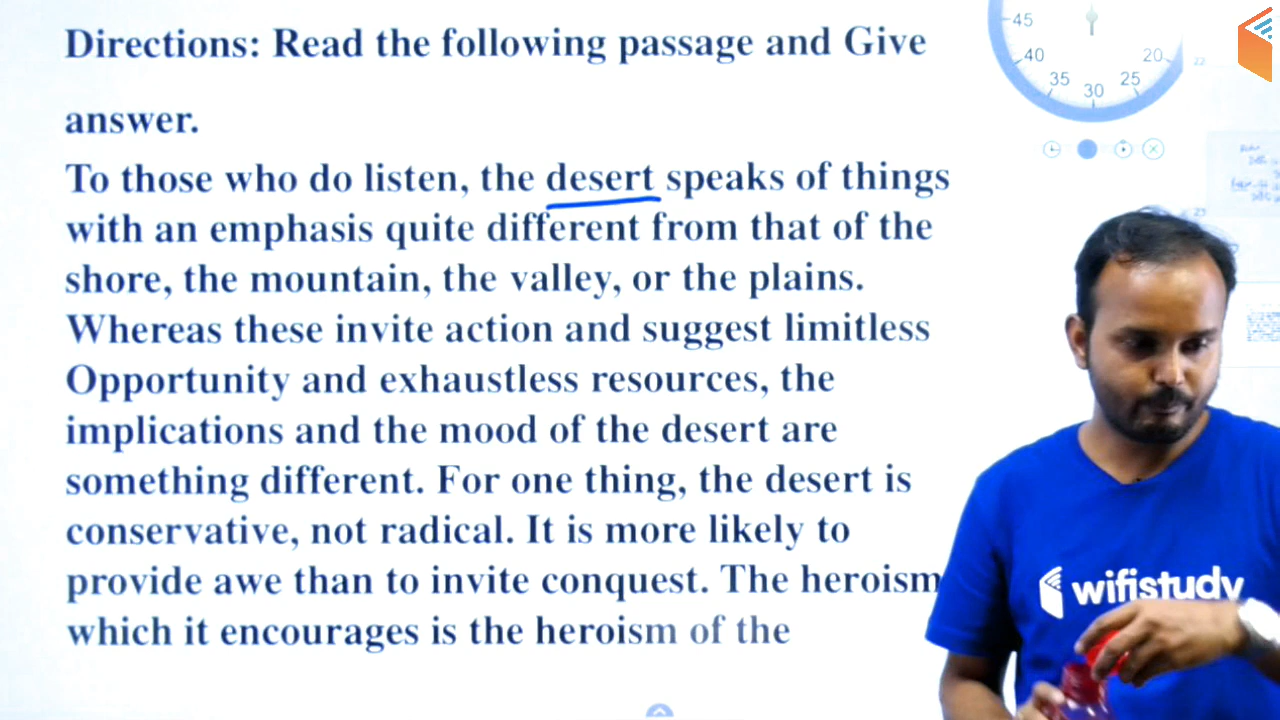 Directions: Read the following passage and Give
answer.
To those who do listen, the desert speaks of things
with an emphasis quite different from that of the
shore, the mountain, the valley, or the plains.
Whereas these invite action and suggest limitless
Opportunity and exhaustless resources, the
implications and the mood of the desert are
something different. For one thing, the desert is
conservative, not radical. It is more likely to
provide awe than to invite conquest. The heroism
which it encourages is the heroism of the
45
40
35
30
25
20
22
23
wifistudy